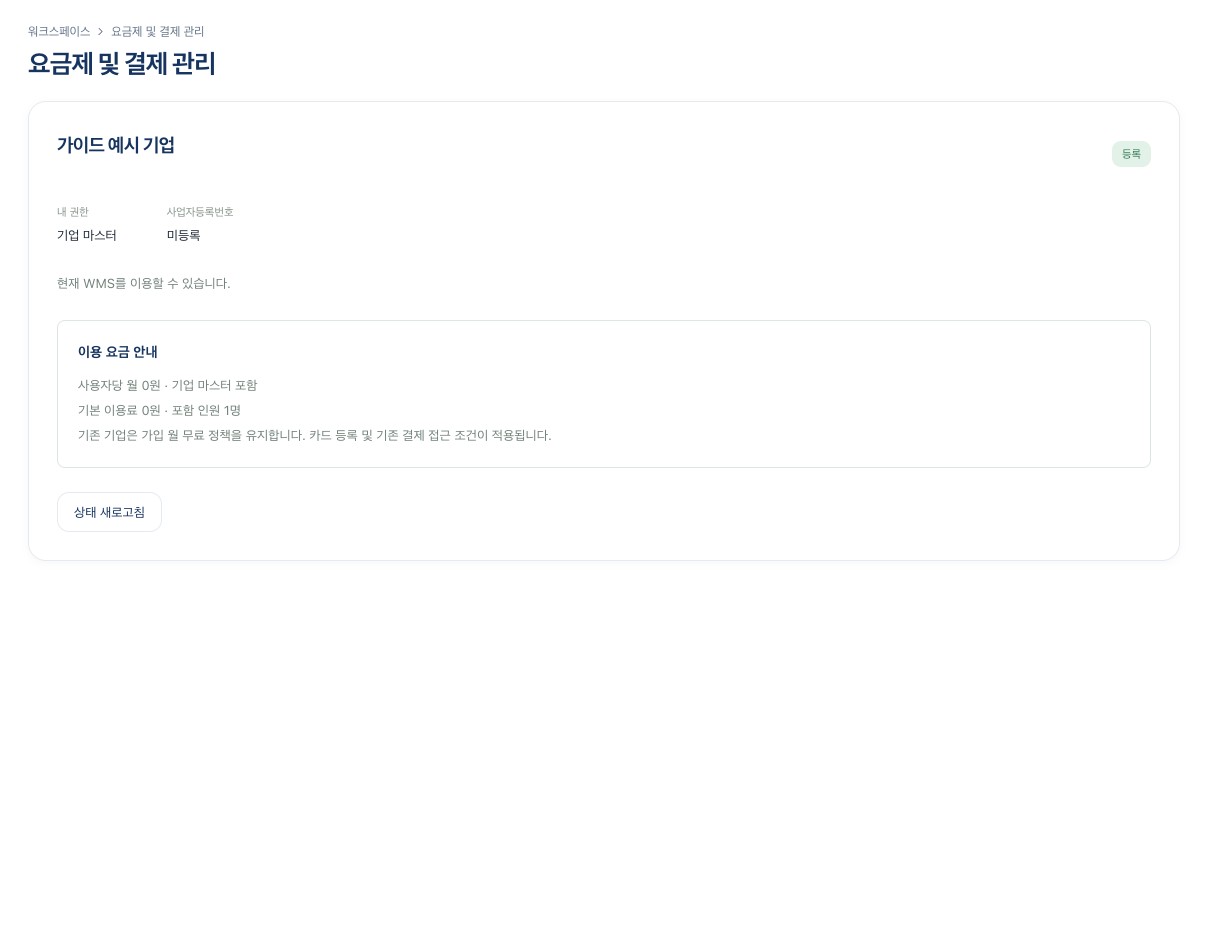 워크스페이스 > 요금제 및 결제 관리
요금제 및 결제 관리
가이드 예시 기업
등록
내 권한 사업자등록번호
기업 마스터 미등록
현재 WMS를 이용할 수 있습니다.
이용 요금 안내
사용자당 월 0원 · 기업 마스터 포함
기본 이용료 0원 · 포함 인원 1명
기존 기업은 가입 월 무료 정책을 유지합니다. 카드 등록 및 기존 결제 접근 조건이 적용됩니다.
상태 새로고침